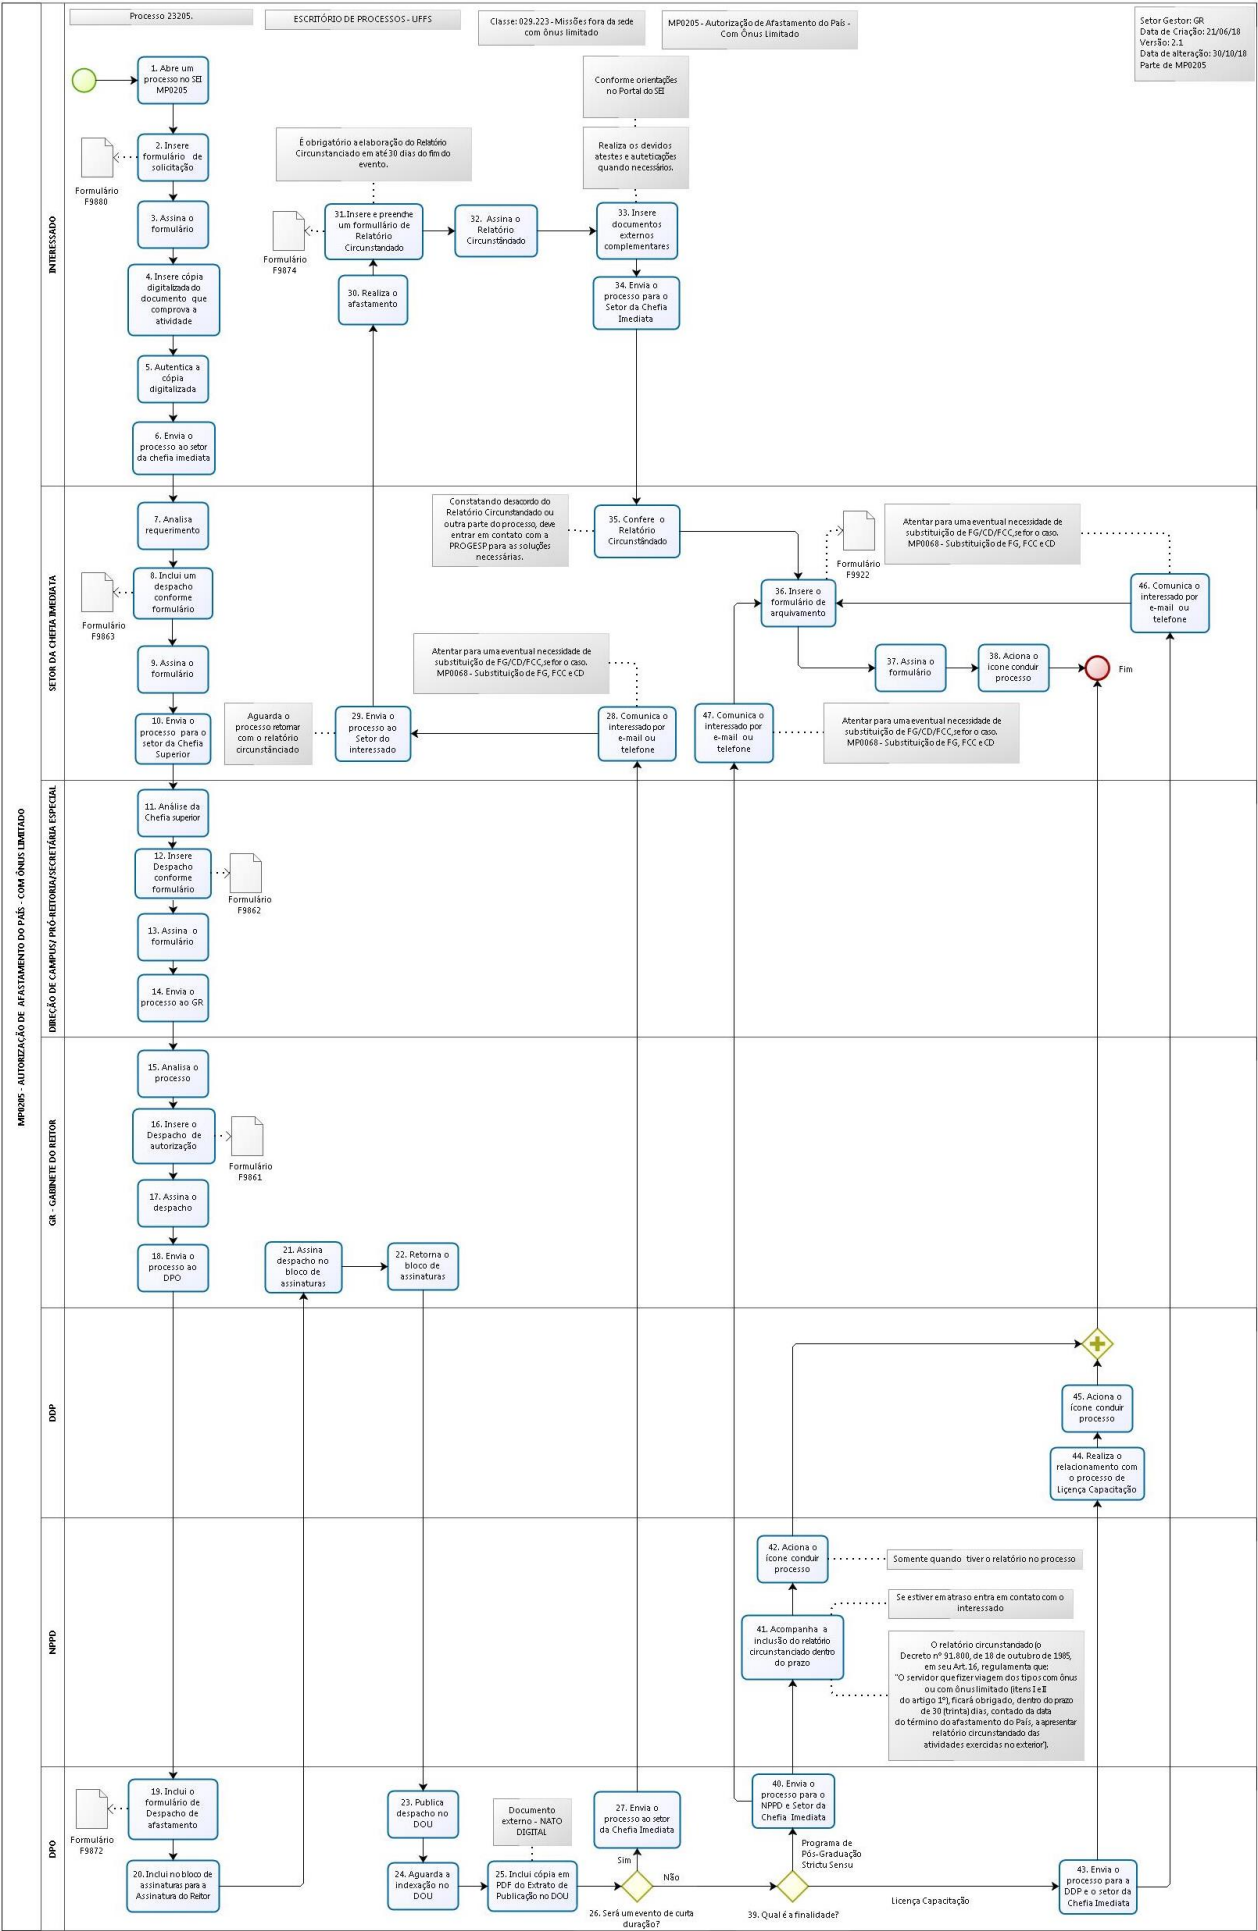 Processo 23205.
ESCRITÓRIO DE PROCESSOS - UFFS
Classe: 029.223 - Missões fora da sede
com ônus limitado
MP0205 - Autorização de Afastamento do País -
Com Ônus Limitado
Setor Gestor: GR
Data de Criação: 21/06/18
Versão: 2.1
Data de alteração: 30/10/18
Parte de MP0205
MP0205 - AUTORIZAÇÃO DE AFASTAMENTO DO PAÍS - COM ÔNUS LIMITADO
INTERESSADO
1. Abre um
processo no SEI
MP0205
2. Insere
formulário de
solicitação
Formulário
F9880
3. Assina o
formulário
4. Insere cópia
digitalizada do
documento que
comprova a
atividade
5. Autentica a
cópia
digitalizada
6. Envia o
processo ao setor
da chefia imediata
É obrigatório a elaboração do Relatório
Circunstanciado em até 30 dias do fim do
evento.
31.Insere e preenche
um formullário de
Relatório
Circunstanciado
Formulário
F9874
30. Realiza o
afastamento
32. Assina o
Relatório
Circunstânciado
Conforme orientações
no Portal do SEI
Realiza os devidos
atestes e auteticações
quando necessários.
33. Insere
documentos
externos
complementares
34. Envia o
processo para o
Setor da Chefia
Imediata
SETOR DA CHEFIA IMEDIATA
7. Analisa
requerimento
8. Inclui um
despacho
conforme
formulário
Formulário
F9863
9. Assina o
formulário
10. Envia o
processo para o
setor da Chefia
Superior
Constatando desacordo do
Relatório Circunstanciado ou
outra parte do processo, deve
entrar em contato com a
PROGESP para as soluções
necessárias.
35. Confere o
Relatório
Circunstândado
Formulário
F9922
Atentar para uma eventual necessidade de
substituição de FG/CD/FCC,se for o caso.
MP0068 - Substituição de FG, FCC e CD
36. Insere o
formulário de
arquivamento
46. Comunica o
interessado por
e-mail ou
telefone
37. Assina o
formulário
38. Aciona o
icone conduir
processo
Fim
Atentar para uma eventual necessidade de
substituição de FG/CD/FCC,se for o caso.
MP0068 - Substituição de FG, FCC e CD
Aguarda o
processo retornar
com o relatório
circunstânciado
29. Envia o
processo ao
Setor do
interessado
28. Comunica o
interessado por
e-mail ou
telefone
47. Comunica o
interessado por
e-mail ou
telefone
Atentar para uma eventual necessidade de
substituição de FG/CD/FCC,se for o caso.
MP0068 - Substituição de FG, FCC e CD
DIREÇÃO DE CAMPUS/ PRÓ-REITORIA/SECRETÁRIA ESPECIAL
11. Análise da
Chefia superior
12. Insere
Despacho
conforme
formulário
Formulário
F9862
13. Assina o
formulário
14. Envia o
processo ao GR
GR - GABINETE DO REITOR
15. Analisa o
processo
16. Insere o
Despacho de
autorização
Formulário
F9861
17. Assina o
despacho
18. Envia o
processo ao
DPO
21. Assina
despacho no
bloco de
assinaturas
22. Retorna o
bloco de
assinaturas
DDP
45. Aciona o
ícone conduir
processo
44. Realiza o
relacionamento com
o processo de
Liçença Capacitação
NPPD
42. Aciona o
ícone conduir
processo
Somente quando tiver o relatório no processo
Se estiver em atraso entra em contato com o
interessado
41. Acompanha a
inclusão do relatório
circunstanciado dentro
do prazo
O relatório circunstanciado (o
Decreto nº 91.800, de 18 de outubro de 1985,
em seu Art. 16, regulamenta que:
"O servidor que fizer viagem dos tipos com ônus
ou com ônus limitado (itens I e II
do artigo 1º), ficará obrigado, dentro do prazo
de 30 (trinta) dias, contado da data
do término do afastamento do País, a apresentar
relatório circunstanciado das
atividades exercidas no exterior").
DPO
19. Inclui o
formulário de
Despacho de
afastamento
Formulário
F9872
20. Inclui no bloco de
assinaturas para a
Assinatura do Reitor
23. Publica
despacho no
DOU
24. Aguarda a
indexação no
DOU
Documento
externo - NATO
DIGITAL
25. Inclui cópia em
PDF do Extrato de
Publicação no DOU
27. Envia o
processo ao setor
da Chefia Imediata
Sim
Não
26. Será um evento de curta
duração?
40. Envia o
processo para o
NPPD e Setor da
Chefia Imediata
Programa de
Pós-Graduação
Strictu Sensu
39. Qual é a finalidade?
Licença Capacitação
43. Envia o
processo para a
DDP e o setor da
Chefia Imediata